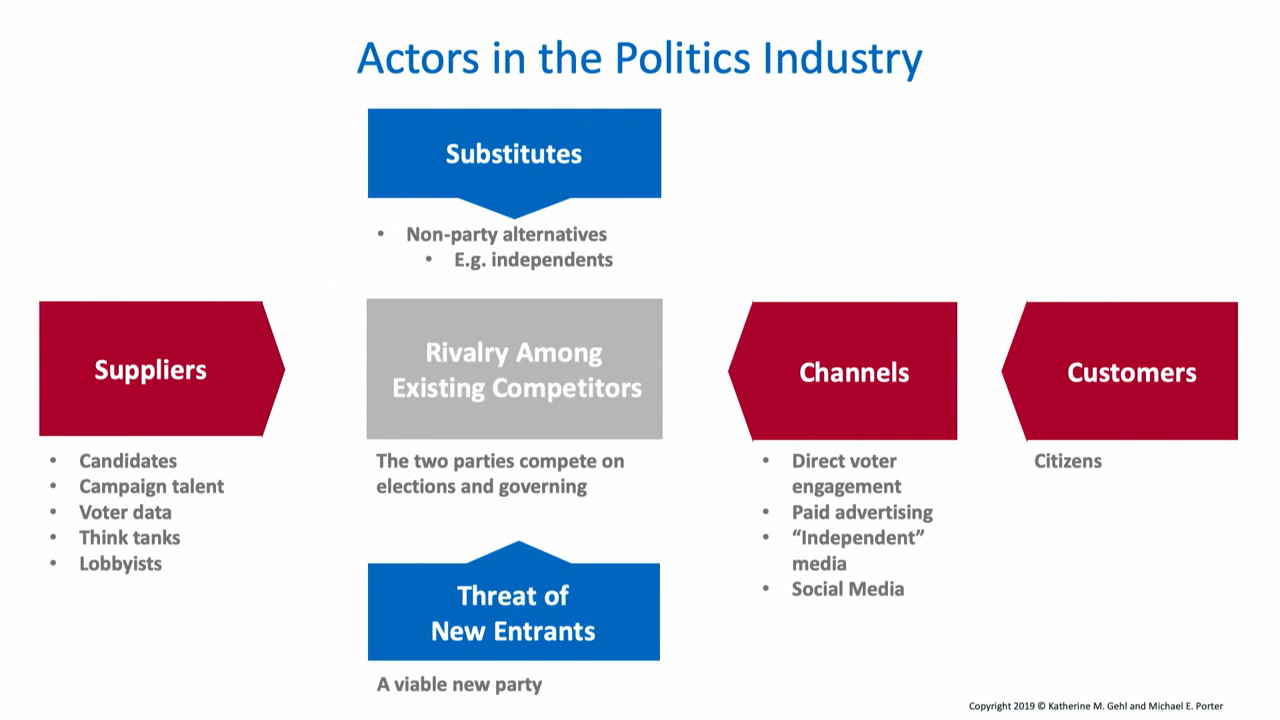 Actors in the Politics Industry
Substitutes
• Non-party alternatives
• E.g. independents
Suppliers
• Candidates
• Campaign talent
• Voter data
• Think tanks
• Lobbyists
Rivalry Among
Existing Competitors
The two parties compete on
elections and governing
Channels
• Direct voter
engagement
• Paid advertising
• “Independent”
media
• Social Media
Customers
Citizens
Threat of
New Entrants
A viable new party
Copyright 2019 © Katherine M. Gehl and Michael E. Porter